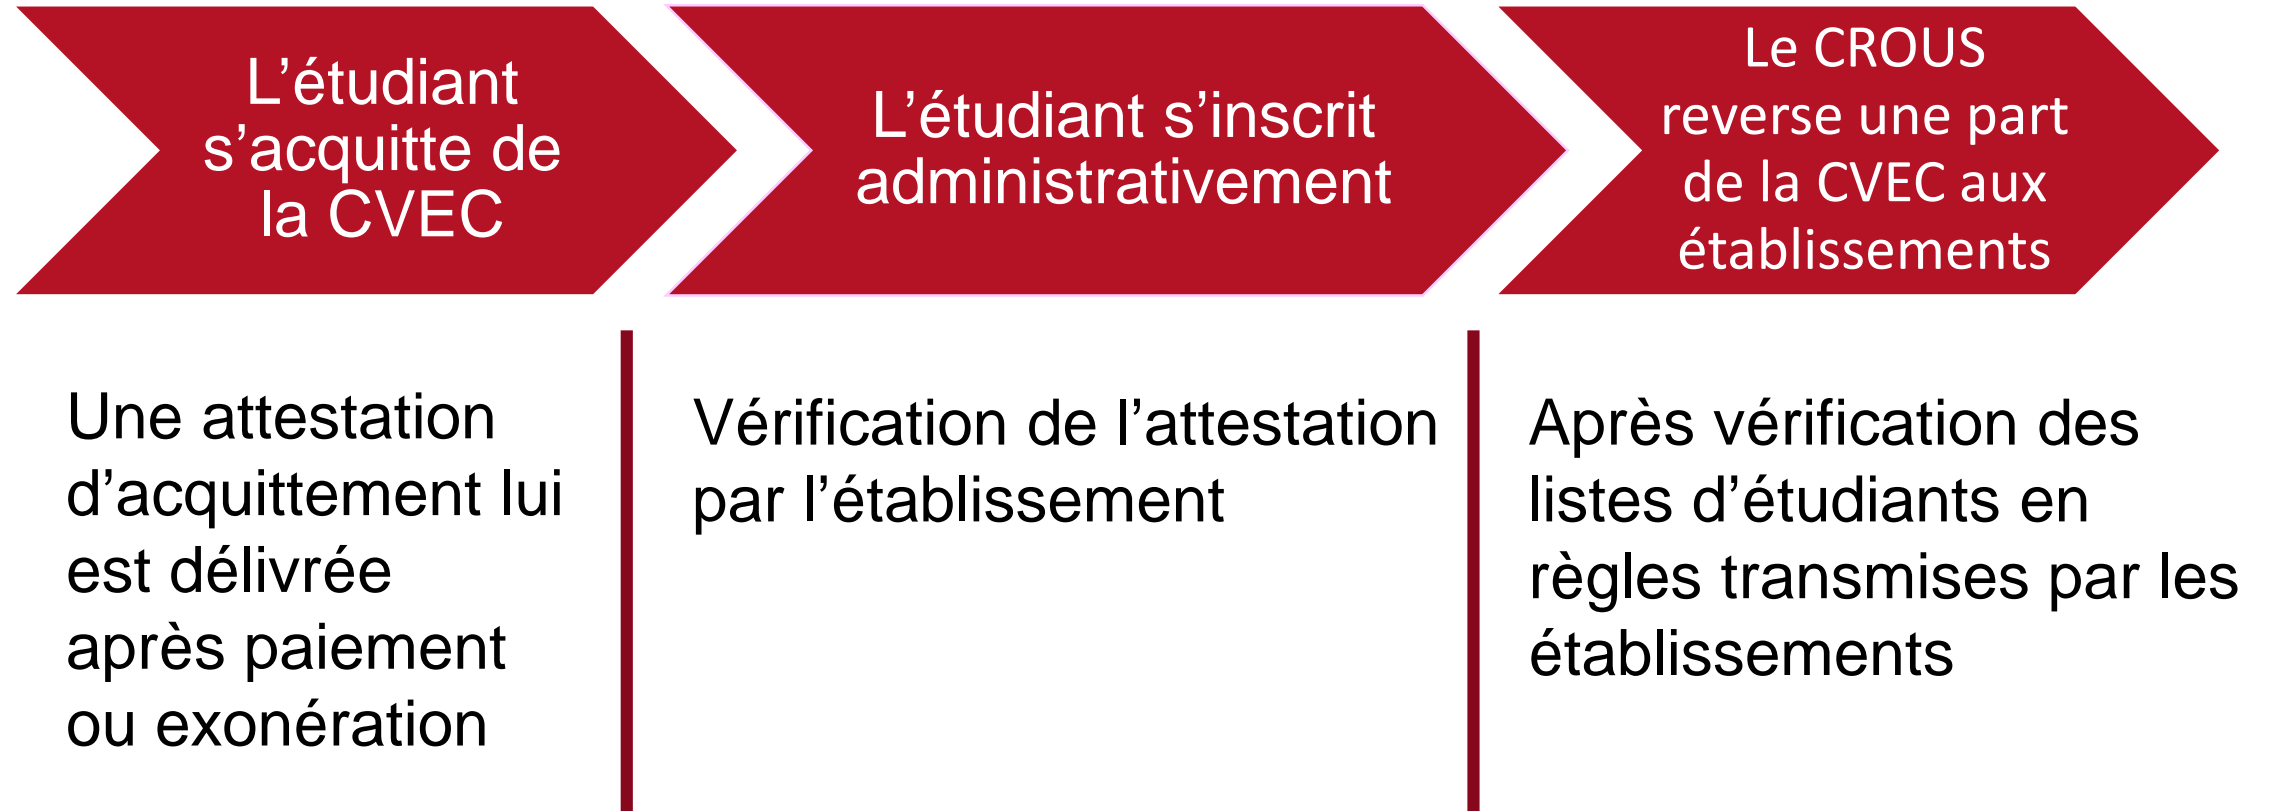 L’étudiant
s’acquitte de
la CVEC
L’étudiant s’inscrit
administrativement
Le CROUS
reverse une part
de la CVEC aux
établissements
Une attestation
d’acquittement lui
est délivrée
après paiement
ou exonération
Vérification de l’attestation
par l’établissement
Après vérification des
listes d’étudiants en
règles transmises par les
établissements